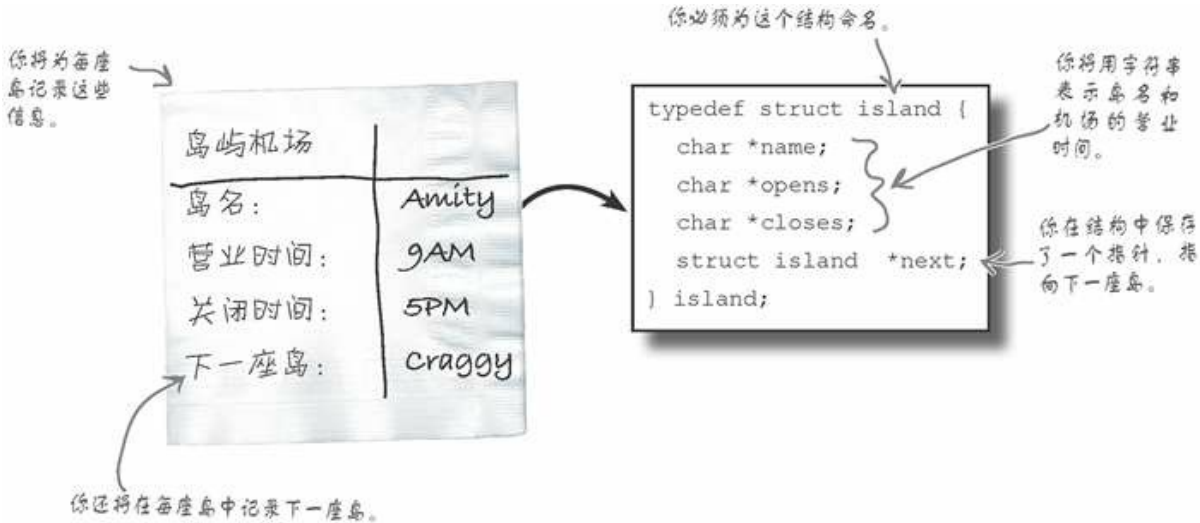 你必须为这个结构命名。
你将为每座
岛记录这些
信息。
岛屿机场
岛名： Amity
营业时间： 9AM
关闭时间： 5PM
下一座岛： Craggy
你还将在每座岛中记录下一座岛。
typedef struct island {
char *name;
char *opens;
char *closes;
struct island *next;
} island;
你将用字符串
表示岛名和
机场的营业
时间。
你在结构中保存
了一个指针，指
向下一座岛。